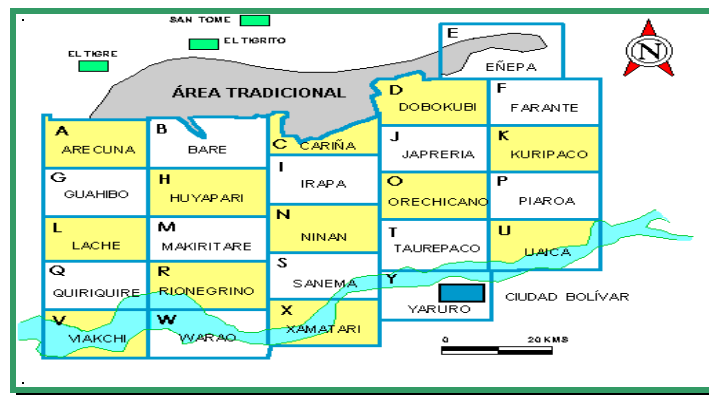 SAN TOME
EL TIGRITO
EL TIGRE
E
EÑEPA
N
ÁREA TRADICIONAL
D
DOBOKUBI
F
FARANTE
A
ARECUNA
B
BARE
C
CARIÑA
J
JAPRERIA
K
KURIPACO
G
GUAHIBO
H
HUYAPARI
I
IRAPA
O
ORECHICANO
P
PIAROA
L
LACHE
M
MAKIRITARE
N
NINAN
T
TAUREPACO
U
UAICA
Q
QUIRIQUIRE
R
RIONEGRINO
S
SANEMA
Y
YARURO
CIUDAD BOLÍVAR
V
VIAKCHI
W
WARAO
X
XAMATARI
0 20 KMS